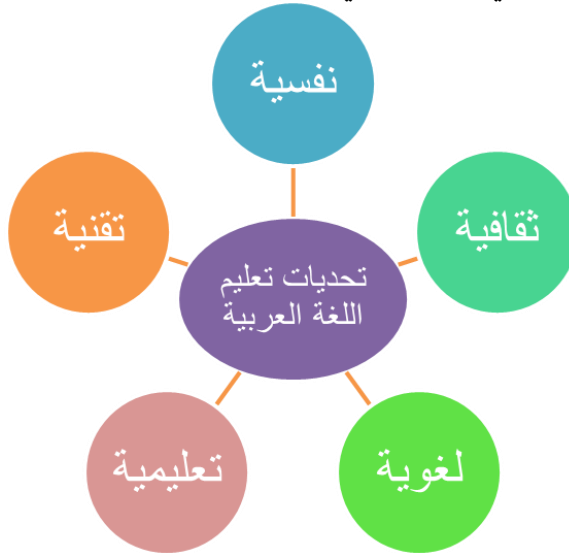 نفسية
ثقافية
تقنية
تحديات تعليم
اللغة العربية
لغوية
تعليمية